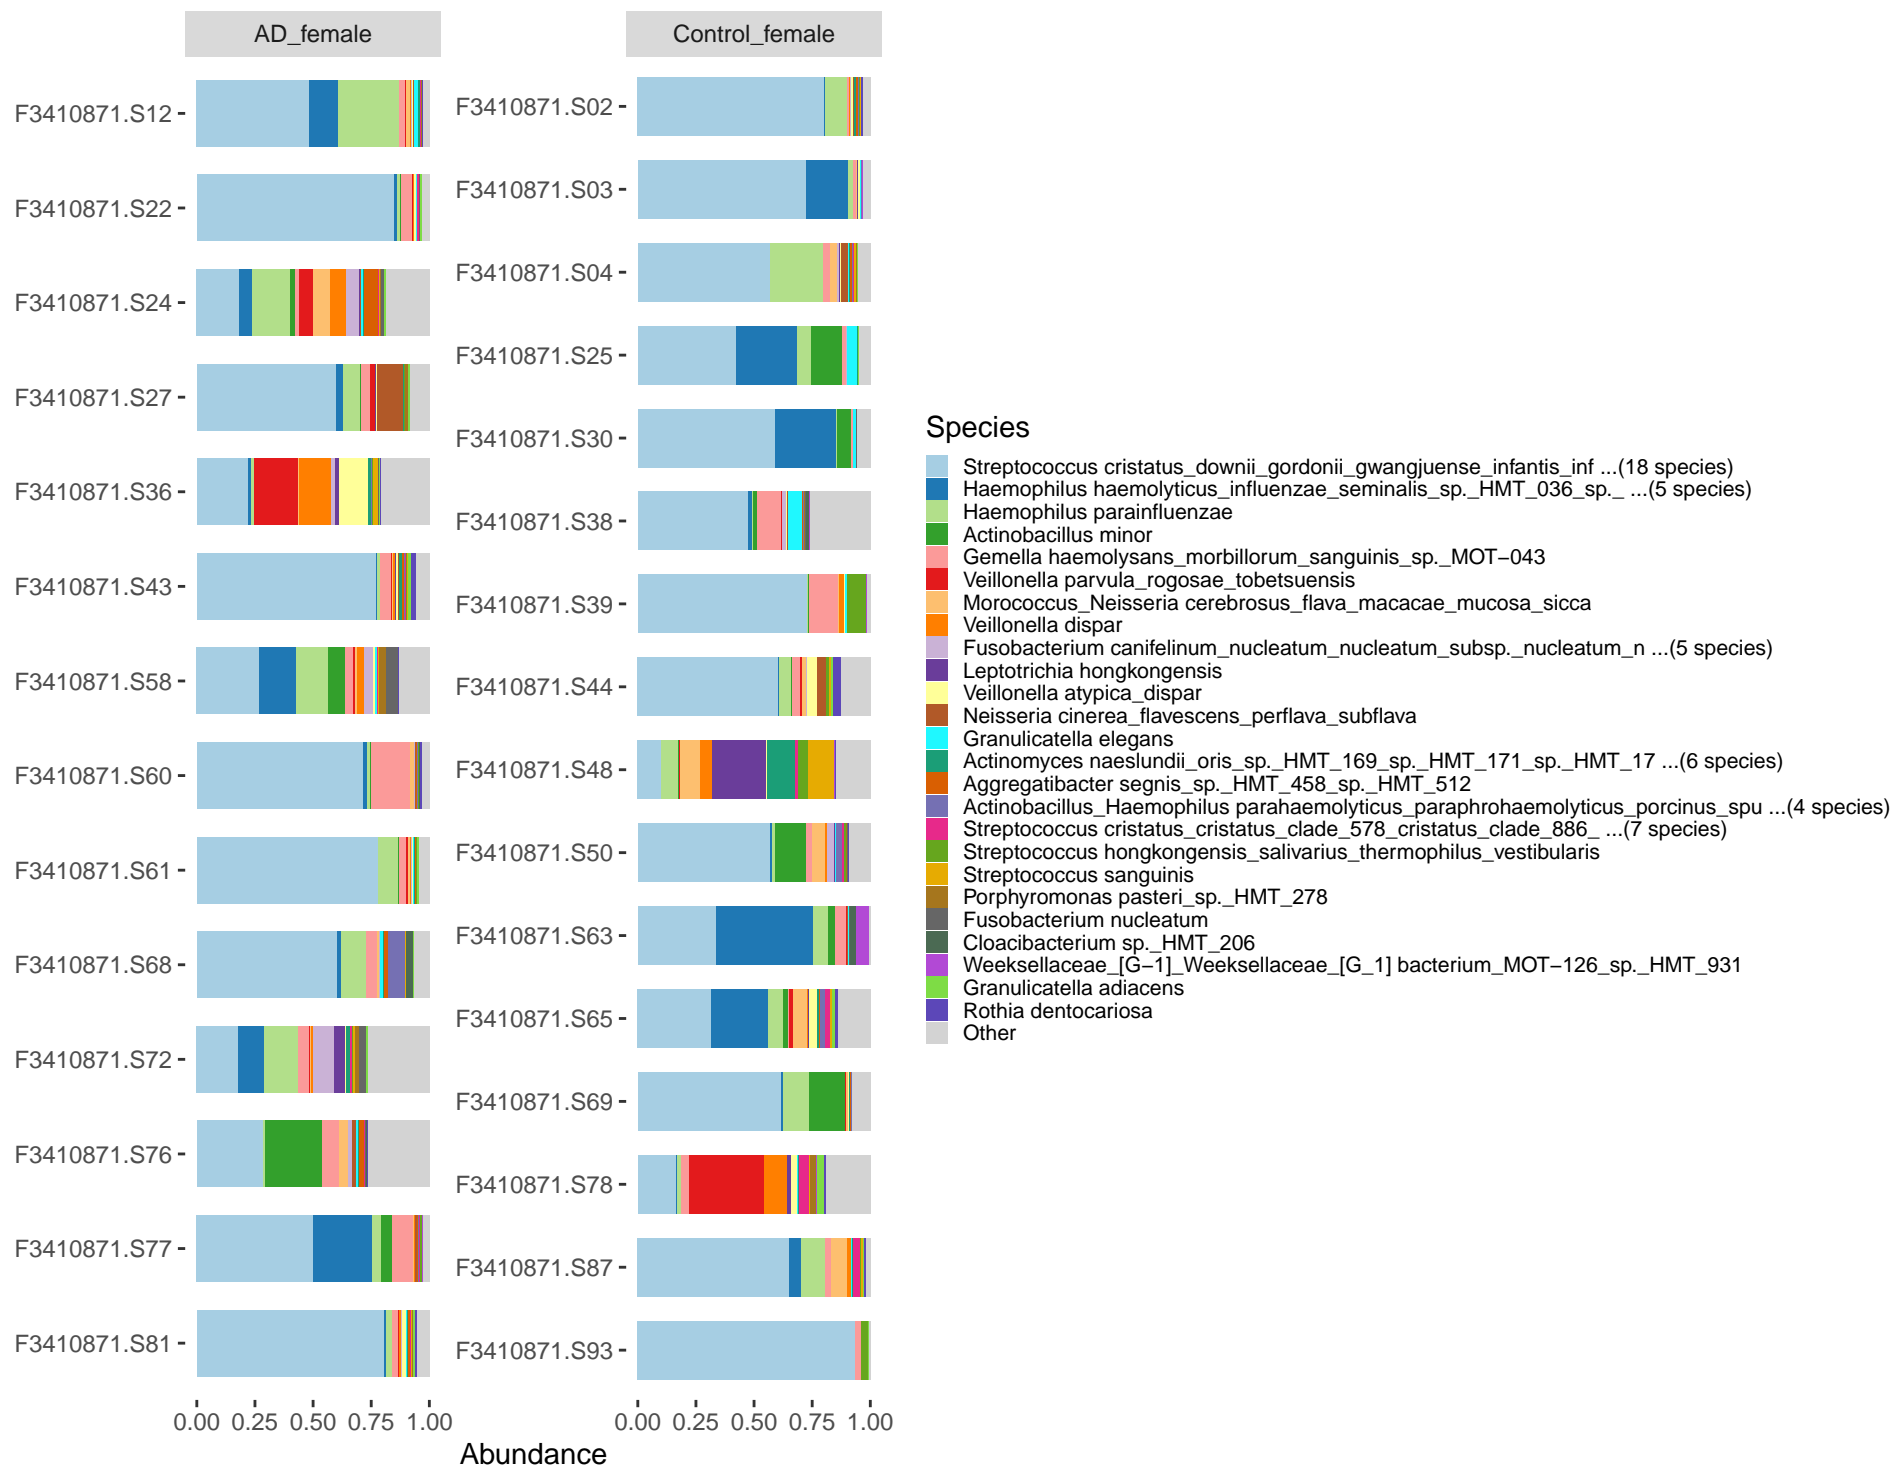 AD_female
Control_female
F3410871.S12
F3410871.S22
F3410871.S24
F3410871.S27
F3410871.S36
F3410871.S43
F3410871.S58
F3410871.S60
F3410871.S61
F3410871.S68
F3410871.S72
F3410871.S76
F3410871.S77
F3410871.S81
0.00 0.25 0.50 0.75 1.00
F3410871.S02
F3410871.S03
F3410871.S04
F3410871.S25
F3410871.S30
F3410871.S38
F3410871.S39
F3410871.S44
F3410871.S48
F3410871.S50
F3410871.S63
F3410871.S65
F3410871.S69
F3410871.S78
F3410871.S87
F3410871.S93
0.00 0.25 0.50 0.75 1.00
Abundance
Species
Streptococcus cristatus_downii_gordonii_gwangjuense_infantis_inf ...(18 species)
Haemophilus haemolyticus_influenzae_seminalis_sp._HMT_036_sp._ ...(5 species)
Haemophilus parainfluenzae
Actinobacillus minor
Gemella haemolysans_morbillorum_sanguinis_sp._MOT−043
Veillonella parvula_rogosae_tobetsuensis
Morococcus_Neisseria cerebrosus_flava_macacae_mucosa_sicca
Veillonella dispar
Fusobacterium canifelinum_nucleatum_nucleatum_subsp._nucleatum_n ...(5 species)
Leptotrichia hongkongensis
Veillonella atypica_dispar
Neisseria cinerea_flavescens_perflava_subflava
Granulicatella elegans
Actinomyces naeslundii_oris_sp._HMT_169_sp._HMT_171_sp._HMT_17 ...(6 species)
Aggregatibacter segnis_sp._HMT_458_sp._HMT_512
Actinobacillus_Haemophilus parahaemolyticus_paraphrohaemolyticus_porcinus_spu ...(4 species)
Streptococcus cristatus_cristatus_clade_578_cristatus_clade_886_ ...(7 species)
Streptococcus hongkongensis_salivarius_thermophilus_vestibularis
Streptococcus sanguinis
Porphyromonas pasteri_sp._HMT_278
Fusobacterium nucleatum
Cloacibacterium sp._HMT_206
Weeksellaceae_[G−1]_Weeksellaceae_[G_1] bacterium_MOT−126_sp._HMT_931
Granulicatella adiacens
Rothia dentocariosa
Other